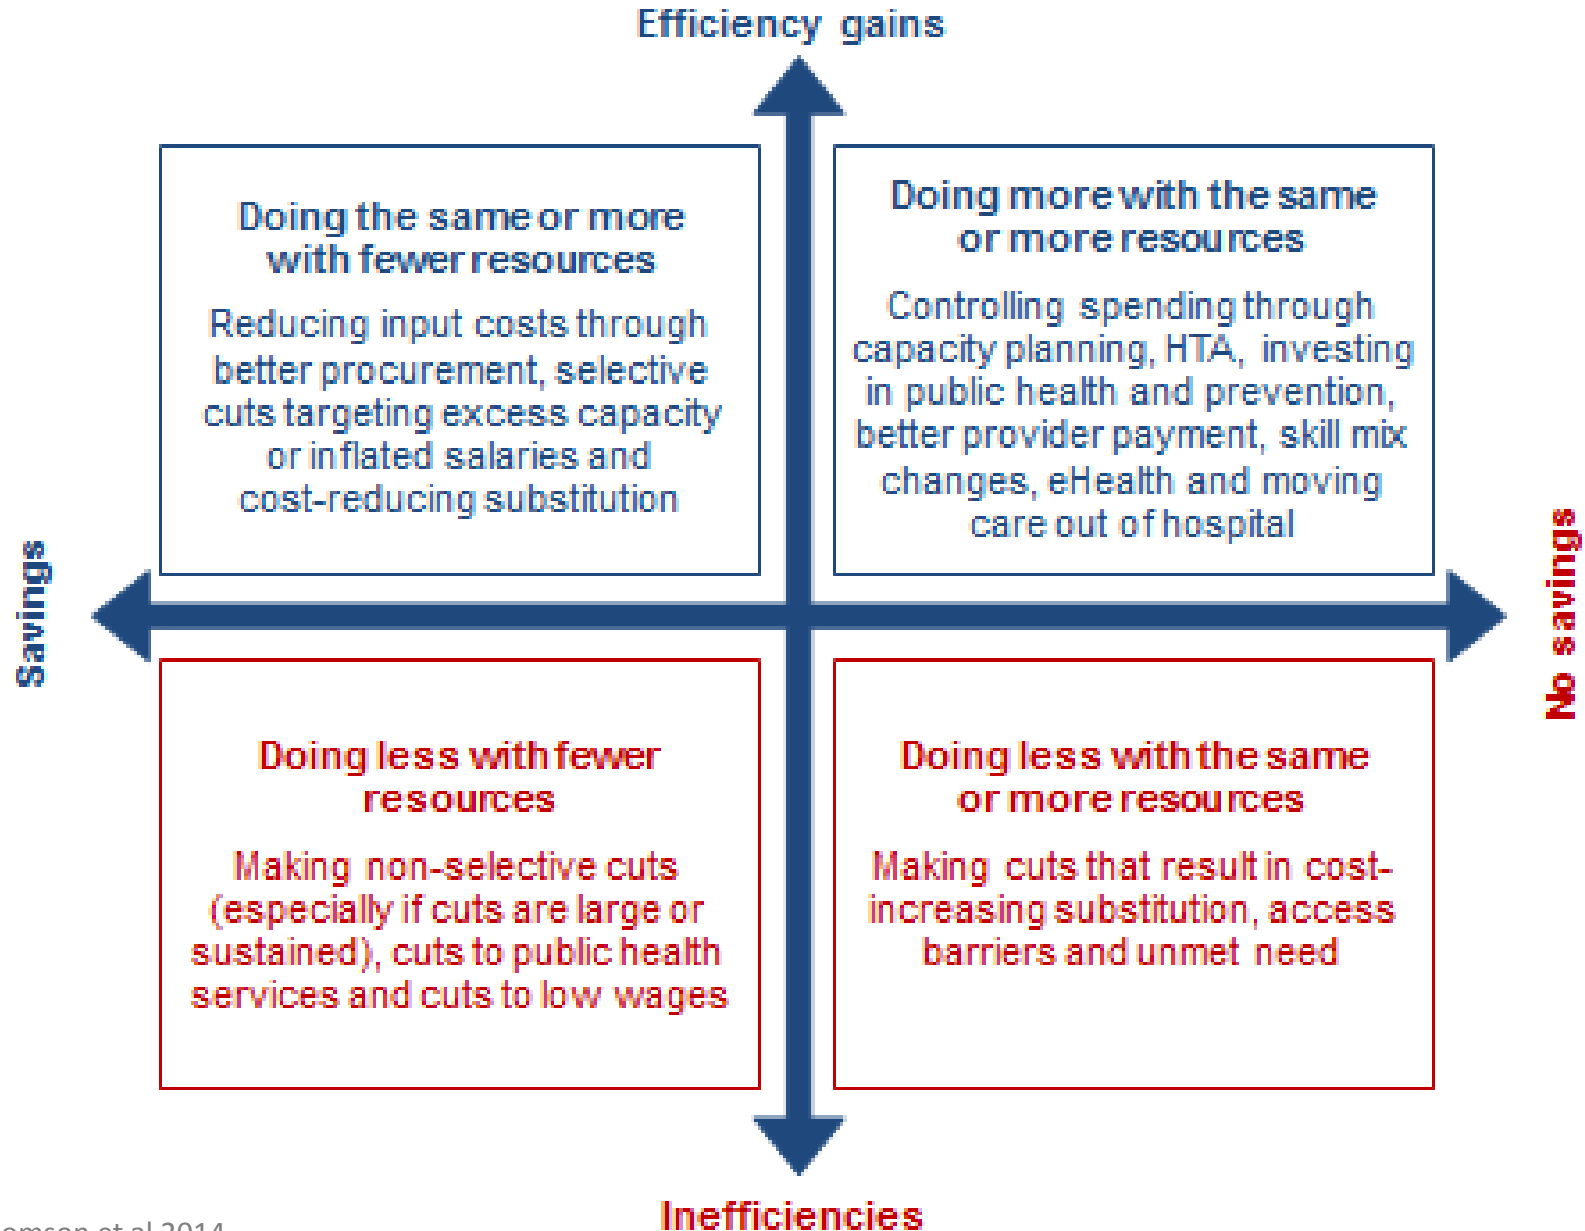 Efficiency gains
Doing the same or more
with fewer resources
Reducing input costs through
better procurement, selective
cuts targeting excess capacity
or inflated salaries and
cost-reducing substitution
Doing more with the same
or more resources
Controlling spending through
capacity planning, HTA, investing
in public health and prevention,
better provider payment, skill mix
changes, eHealth and moving
care out of hospital
Savings
No savings
Doing less with fewer
resources
Making non-selective cuts
(especially if cuts are large or
sustained), cuts to public health
services and cuts to low wages
Doing less with the same
or more resources
Making cuts that result in cost-
increasing substitution, access
barriers and unmet need
Inefficiencies
omson et al 2014